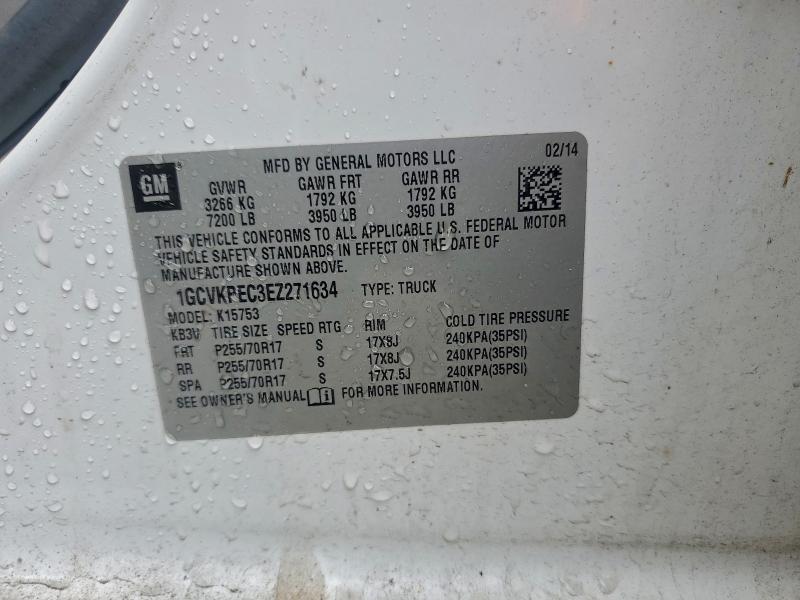 GM
MFD BY GENERAL MOTORS LLC
02/14
GVWR GAWR FRT GAWR RR
3266 KG 1792 KG 1792 KG
7200 LB 3950 LB 3950 LB
THIS VEHICLE CONFORMS TO ALL APPLICABLE U.S. FEDERAL MOTOR
VEHICLE SAFETY STANDARDS IN EFFECT ON THE DATE OF
MANUFACTURE SHOWN ABOVE.
1GCVKPEC3EZ271634 TYPE: TRUCK
MODEL: K15753
KB3U TIRE SIZE SPEED RTG RIM COLD TIRE PRESSURE
FRT P255/70R17 S 17X8J 240KPA(35PSI)
RR P255/70R17 S 17X8J 240KPA(35PSI)
SPA P255/70R17 S 17X7.5J 240KPA(35PSI)
SEE OWNER'S MANUAL FOR MORE INFORMATION.